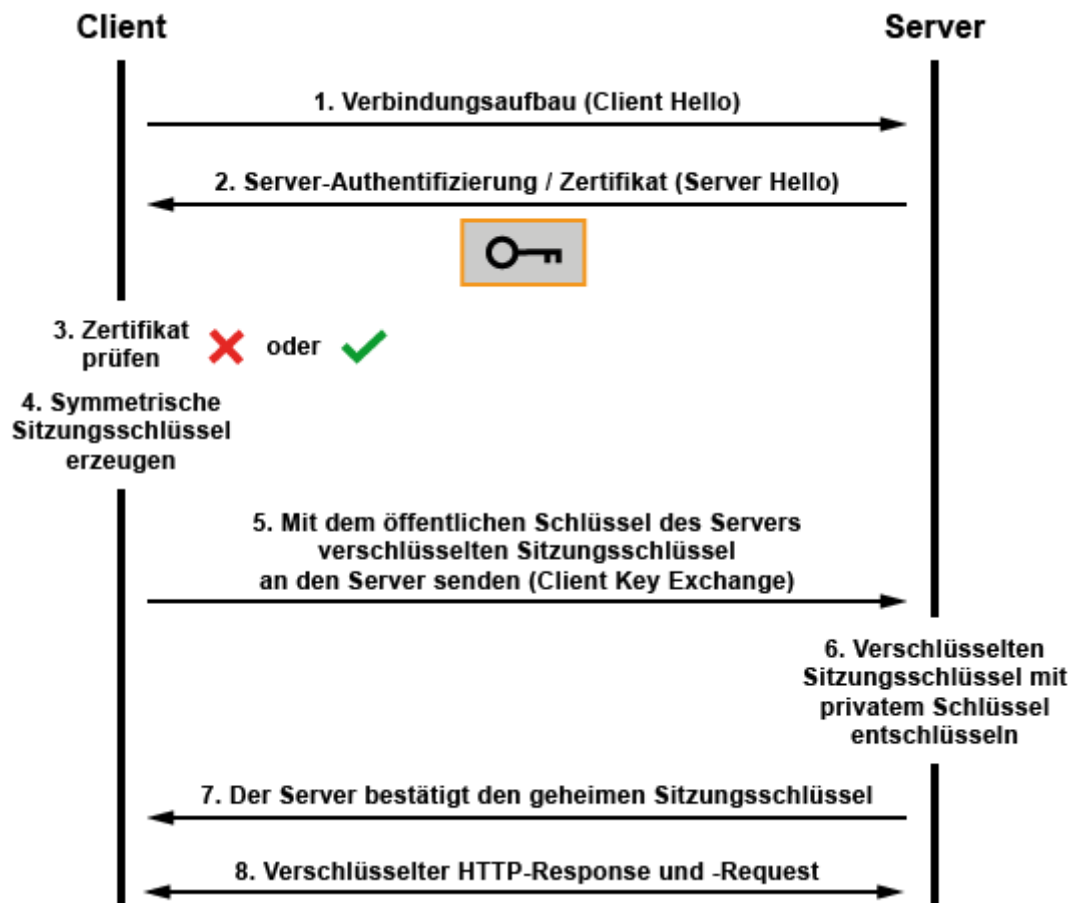 Client
Server
1. Verbindungsaufbau (Client Hello)
2. Server-Authentifizierung / Zertifikat (Server Hello)
3. Zertifikat
prüfen
oder
4. Symmetrische
Sitzungsschlüssel
erzeugen
5. Mit dem öffentlichen Schlüssel des Servers
verschlüsselten Sitzungsschlüssel
an den Server senden (Client Key Exchange)
6. Verschlüsselten
Sitzungsschlüssel mit
privatem Schlüssel
entschlüsseln
7. Der Server bestätigt den geheimen Sitzungsschlüssel
8. Verschlüsselter HTTP-Response und -Request